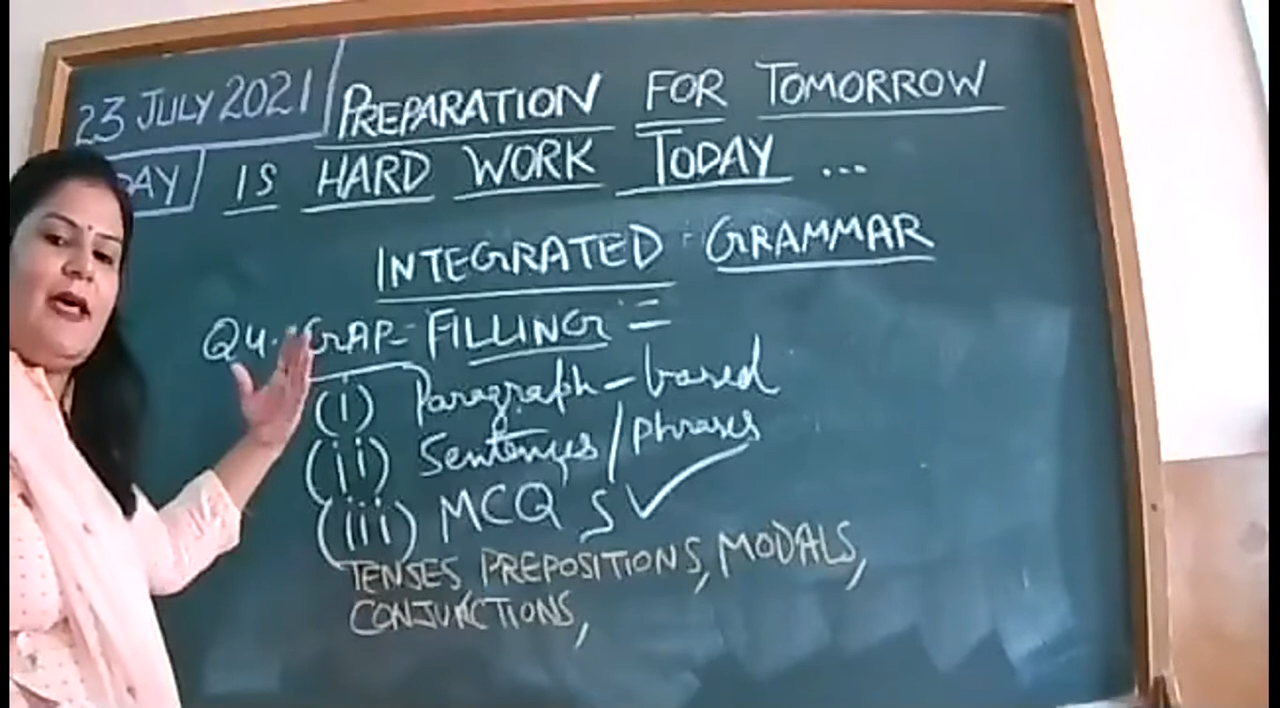 23 JULY 2021 PREPARATION FOR TOMORROW
IS HARD WORK TODAY ...
INTEGRATED GRAMMAR
Q4. GAP-FILLING =
(i) Paragraph-based
(ii) Sentences/phrases
(iii) MCQ s ✓
TENSES PREPOSITIONS, MODALS,
CONJUNCTIONS,